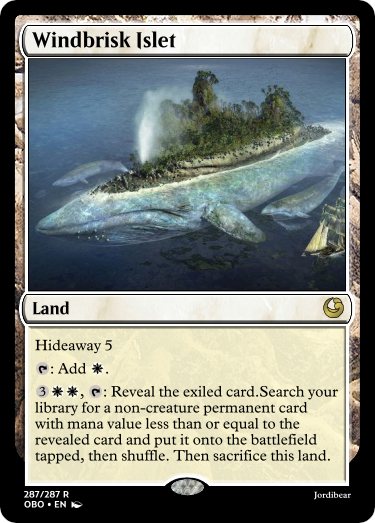 Windbrisk Islet
Land
Hideaway 5
: Add .
3, : Reveal the exiled card.Search your
library for a non-creature permanent card
with mana value less than or equal to the
revealed card and put it onto the battlefield
tapped, then shuffle. Then sacrifice this land.
287/287 R
OBO • EN
Jordibear